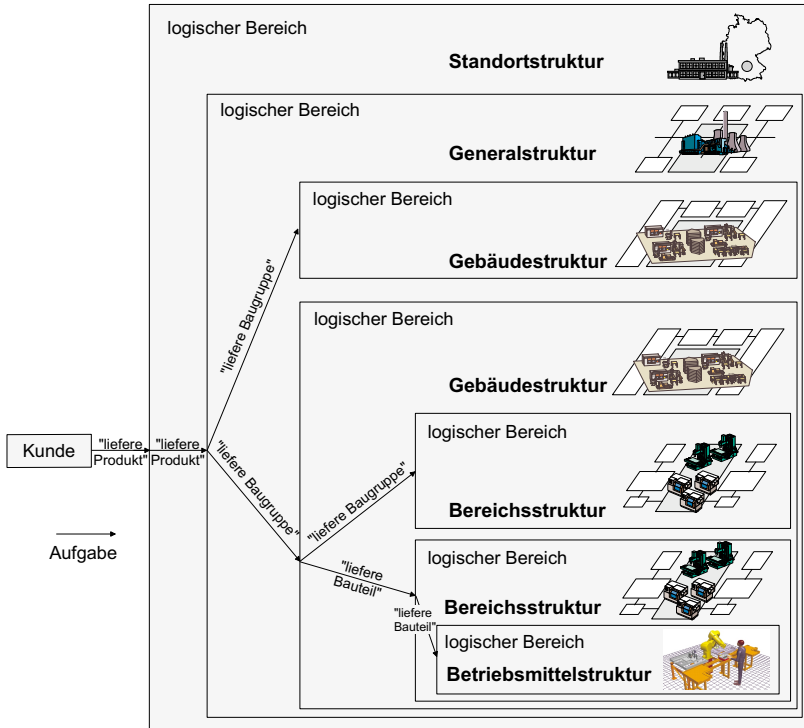 logischer Bereich
Standortstruktur
logischer Bereich
Generalstruktur
logischer Bereich
Gebäudestruktur
"liefere Baugruppe"
logischer Bereich
Gebäudestruktur
Kunde
"liefere
Produkt"
"liefere
Produkt"
"liefere Baugruppe"
logischer Bereich
Bereichsstruktur
"liefere Baugruppe"
Aufgabe
logischer Bereich
Bereichsstruktur
"liefere
Bauteil"
"liefere
Bauteil"
logischer Bereich
Betriebsmittelstruktur